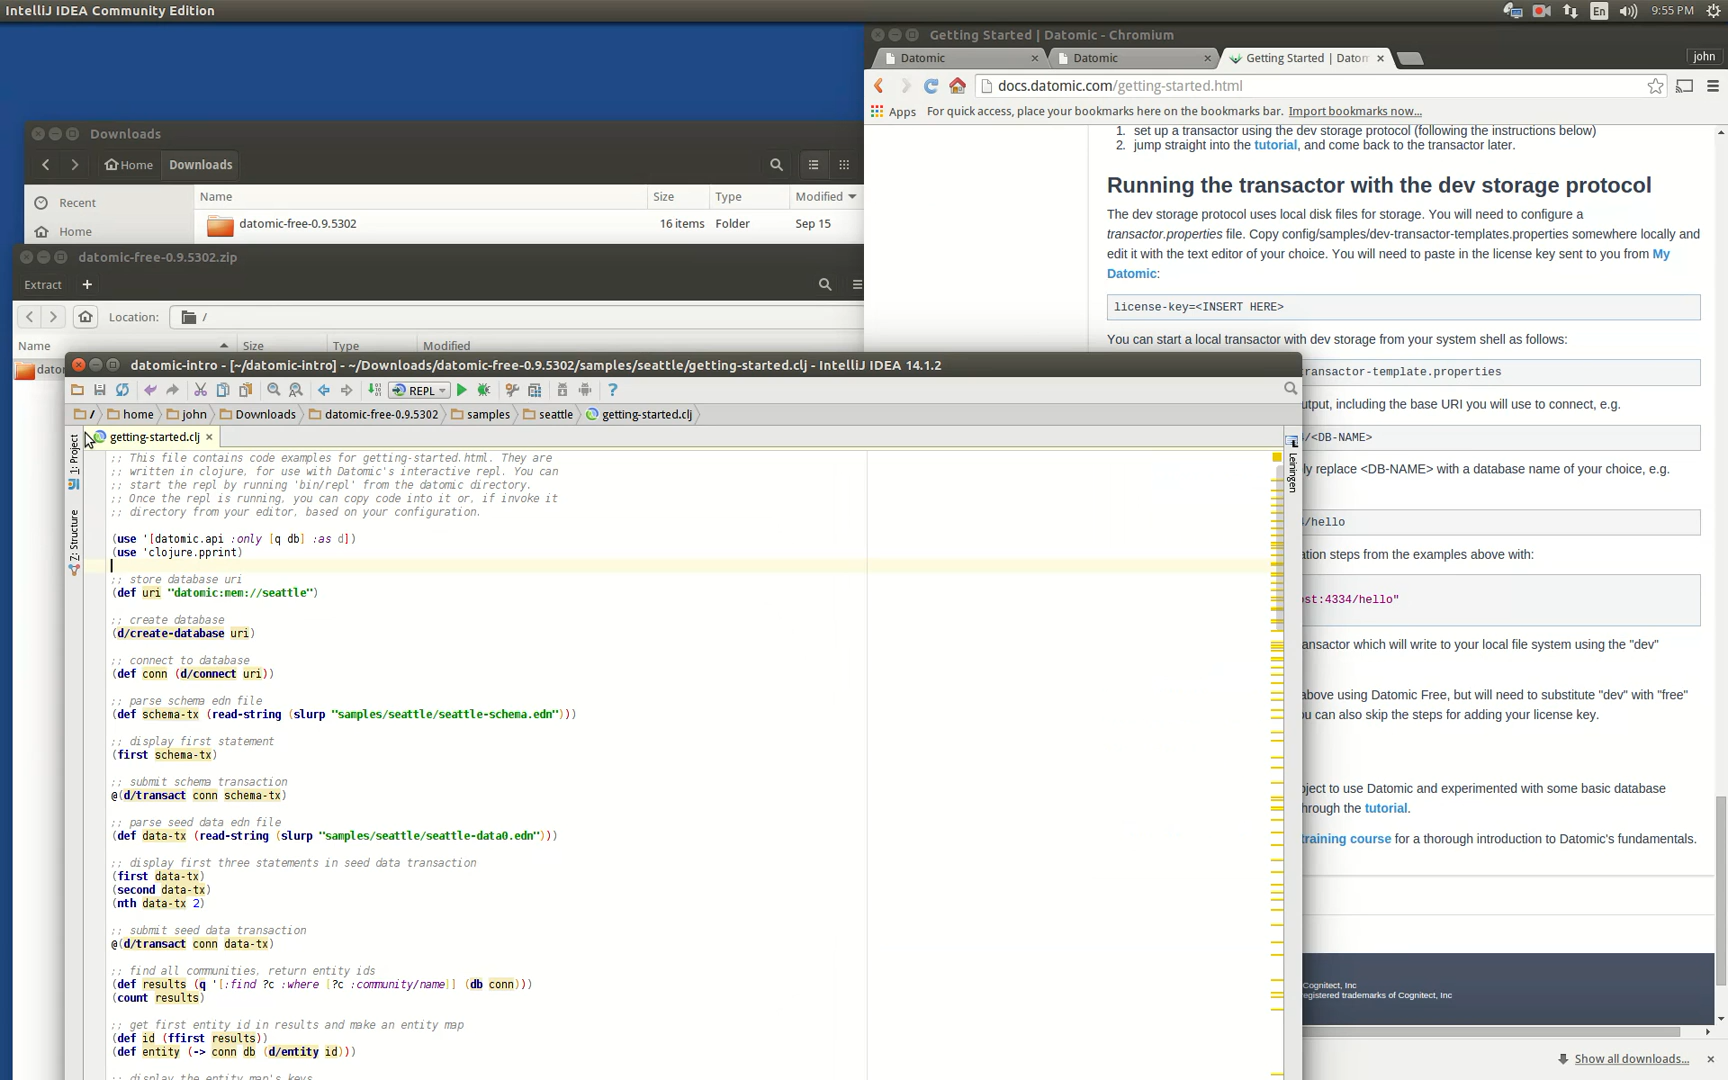 IntelliJ IDEA Community Edition
En
9:55 PM
Getting Started | Datomic - Chromium
Datomic
Datomic
Getting Started | Datom
john
docs.datomic.com/getting-started.html
Apps
For quick access, place your bookmarks here on the bookmarks bar.
Import bookmarks now...
1. set up a transactor using the dev storage protocol (following the instructions below)
2. jump straight into the tutorial, and come back to the transactor later.
Running the transactor with the dev storage protocol
The dev storage protocol uses local disk files for storage. You will need to configure a
transactor.properties file. Copy config/samples/dev-transactor-templates.properties somewhere locally and
edit it with the text editor of your choice. You will need to paste in the license key sent to you from My
Datomic:
license-key=<INSERT HERE>
You can start a local transactor with dev storage from your system shell as follows:
transactor-template.properties
output, including the base URI you will use to connect, e.g.
/<DB-NAME>
ly replace <DB-NAME> with a database name of your choice, e.g.
/hello
ation steps from the examples above with:
ost:4334/hello"
ansactor which will write to your local file system using the "dev"
above using Datomic Free, but will need to substitute "dev" with "free"
ou can also skip the steps for adding your license key.
oject to use Datomic and experimented with some basic database
hrough the tutorial.
training course for a thorough introduction to Datomic's fundamentals.
Cognitect, Inc
registered trademarks of Cognitect, Inc
Show all downloads...
Downloads
Home
Downloads
Recent
Home
Name
Size
Type
Modified
datomic-free-0.9.5302
16 items
Folder
Sep 15
datomic-free-0.9.5302.zip
Extract
+
Location:
/
Name
Size
Type
Modified
dato
datomic-intro - [~/datomic-intro] - ~/Downloads/datomic-free-0.9.5302/samples/seattle/getting-started.clj - IntelliJ IDEA 14.1.2
REPL
/
home
john
Downloads
datomic-free-0.9.5302
samples
seattle
getting-started.clj
getting-started.clj
1: Project
7: Structure
Leiningen
;; This file contains code examples for getting-started.html. They are
;; written in clojure, for use with Datomic's interactive repl. You can
;; start the repl by running 'bin/repl' from the datomic directory.
;; Once the repl is running, you can copy code into it or, if invoke it
;; directory from your editor, based on your configuration.
(use '[datomic.api :only [q db] :as d])
(use 'clojure.pprint)
;; store database uri
(def uri "datomic:mem://seattle")
;; create database
(d/create-database uri)
;; connect to database
(def conn (d/connect uri))
;; parse schema edn file
(def schema-tx (read-string (slurp "samples/seattle/seattle-schema.edn")))
;; display first statement
(first schema-tx)
;; submit schema transaction
@(d/transact conn schema-tx)
;; parse seed data edn file
(def data-tx (read-string (slurp "samples/seattle/seattle-data0.edn")))
;; display first three statements in seed data transaction
(first data-tx)
(second data-tx)
(nth data-tx 2)
;; submit seed data transaction
@(d/transact conn data-tx)
;; find all communities, return entity ids
(def results (q '[:find ?c :where [?c :community/name]] (db conn)))
(count results)
;; get first entity id in results and make an entity map
(def id (ffirst results))
(def entity (-> conn db (d/entity id)))
;; display the entity map's keys